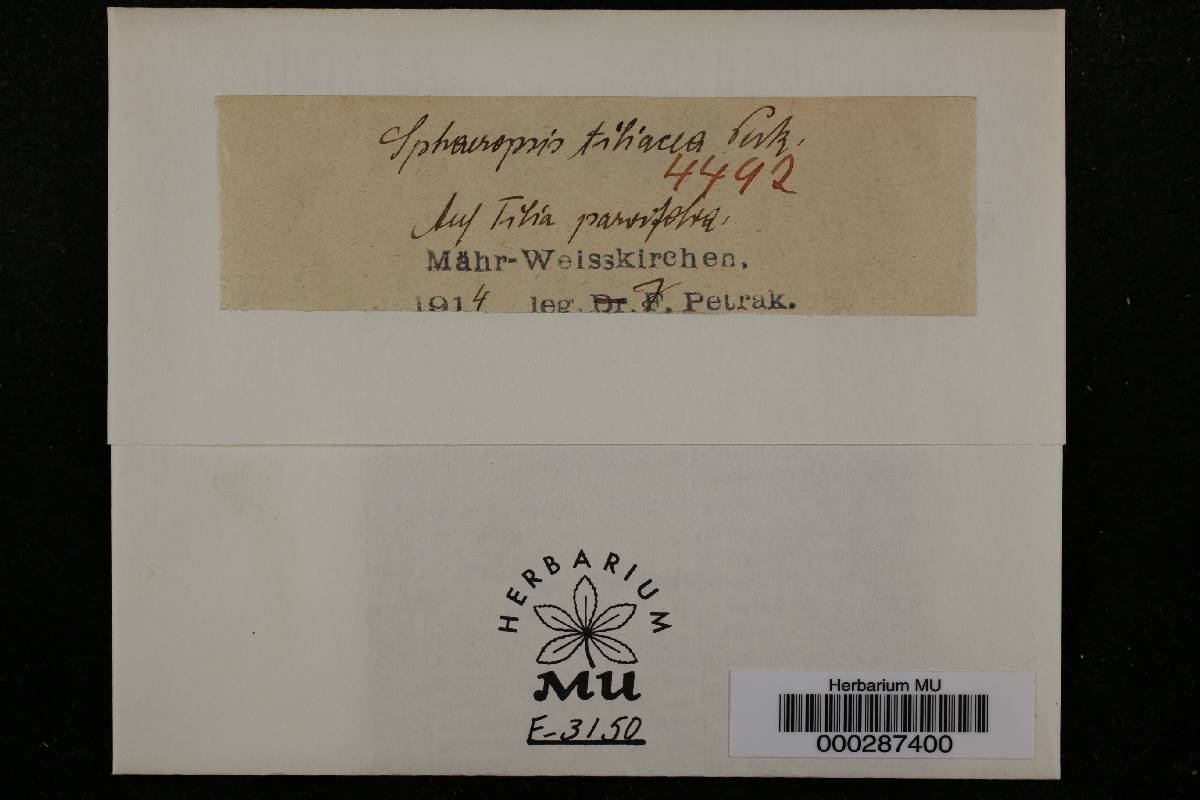 Sphaeropsis tiliacea Peck.
4492
Auf Tilia parvifolia.
Mähr-Weisskirchen,
1914 leg. Dr. F. Petrak.
HERBARIUM
MU
F-3150
Herbarium MU
000287400